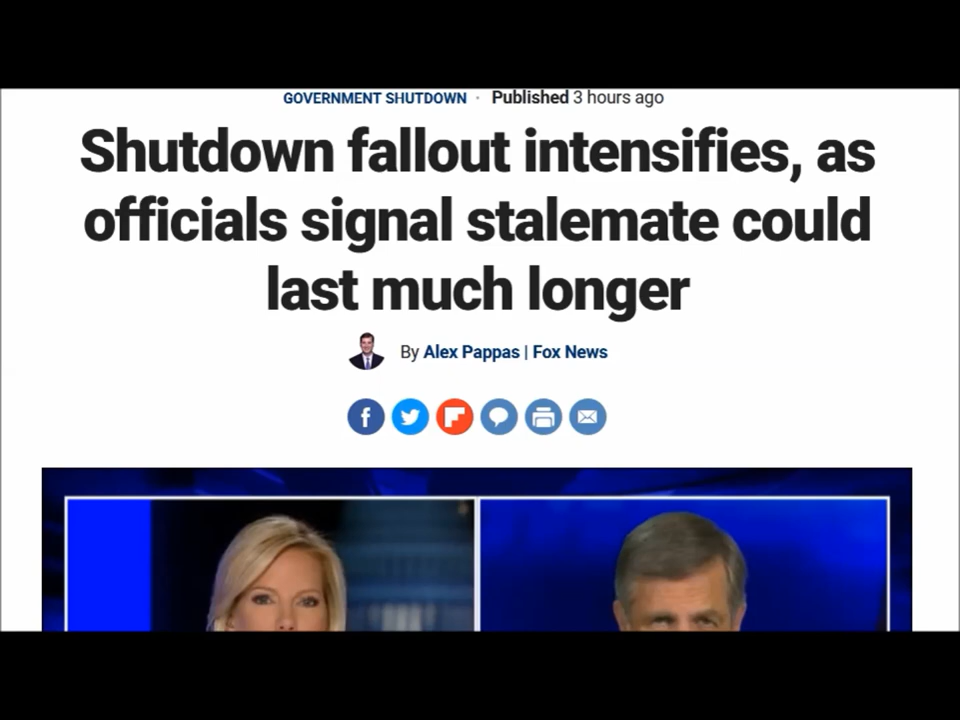 GOVERNMENT SHUTDOWN · Published 3 hours ago
Shutdown fallout intensifies, as
officials signal stalemate could
last much longer
By Alex Pappas | Fox News